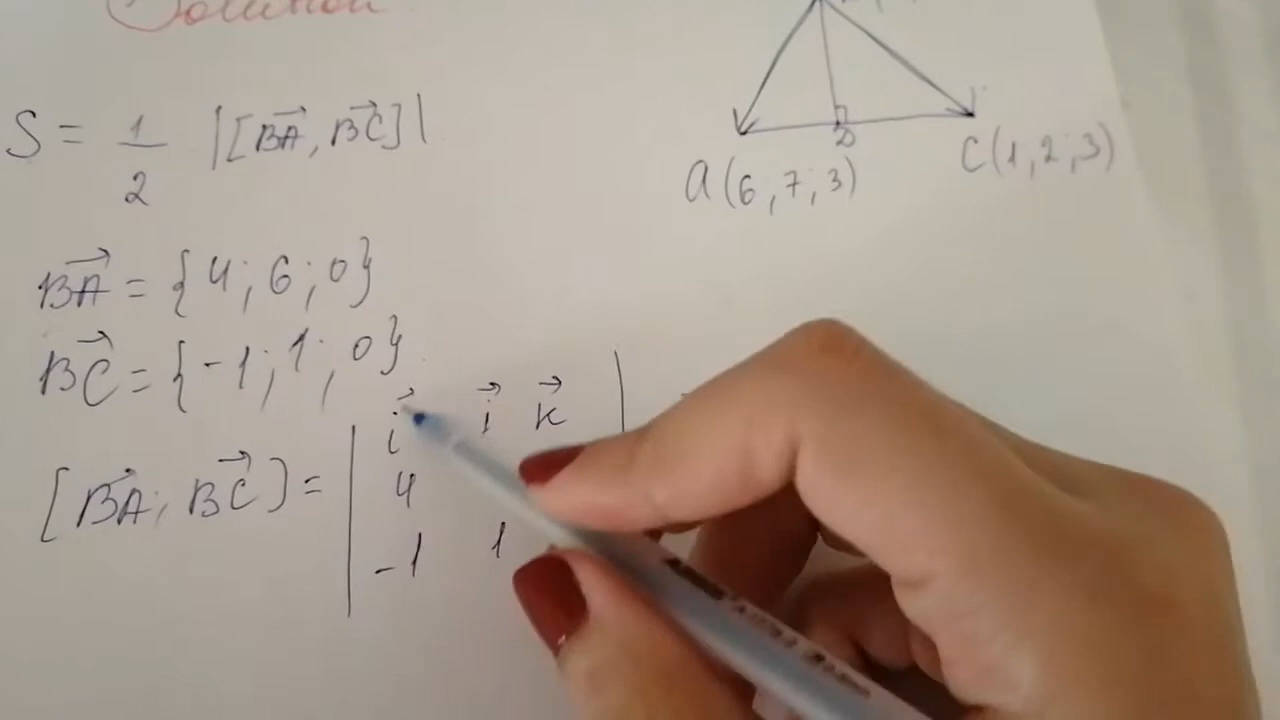 Solution
S = 1/2 |[BA, BC]|
A(6;7;3)
C(1;2;3)
D
BA = {4;6;0}
BC = {-1;1;0}
[BA; BC] = | i j k |
4
-1 1